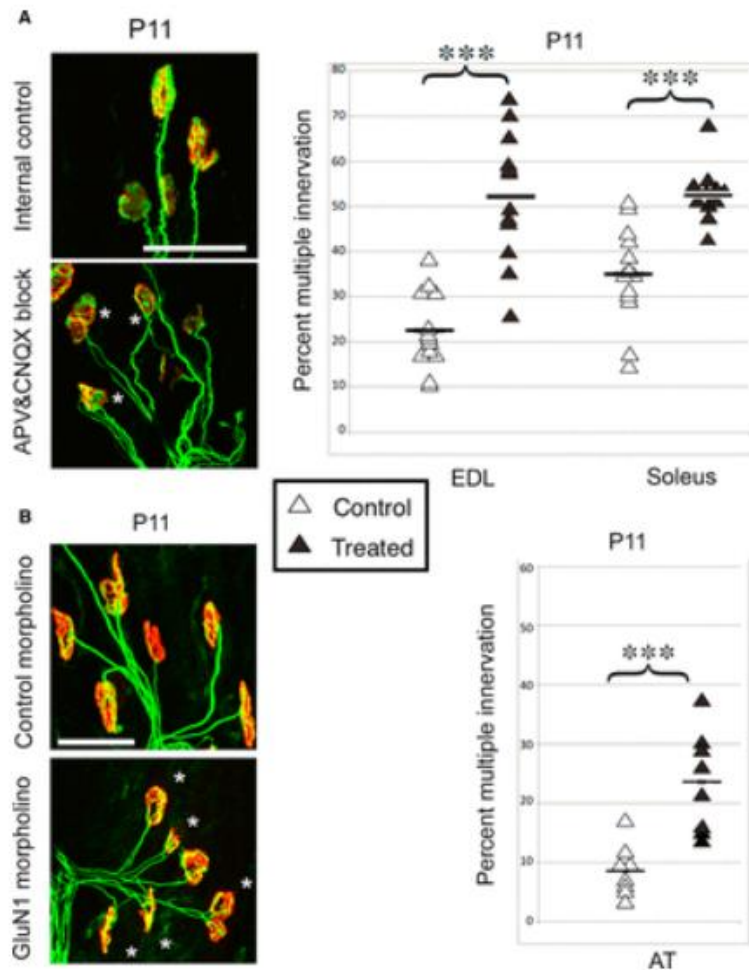 A
P11
Internal control
APV&CNQX block
* * *
P11
***
***
Percent multiple innervation
80
70
60
50
40
30
20
10
0
EDL
Soleus
Control
Treated
B
P11
Control morpholino
GluN1 morpholino
* * * * *
P11
***
Percent multiple innervation
60
50
40
30
20
10
0
AT